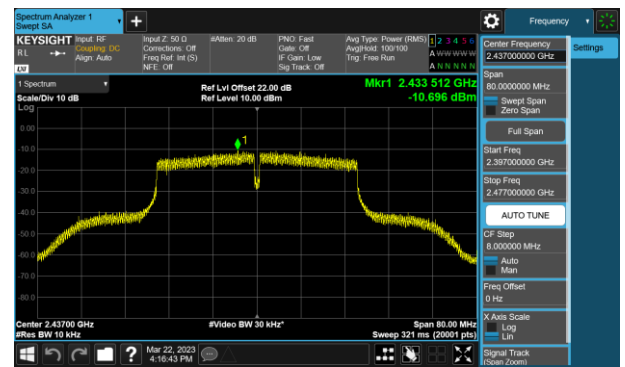 Spectrum Analyzer 1
Swept SA
Frequency
KEYSIGHT
RL
LXI
Input: RF
Coupling: DC
Align: Auto
Input Z: 50 Ω
Corrections: Off
Freq Ref: Int (S)
NFE: Off
#Atten: 20 dB
PNO: Fast
Gate: Off
IF Gain: Low
Sig Track: Off
Avg Type: Power (RMS)
Avg|Hold: 100/100
Trig: Free Run
1 2 3 4 5 6
A W W W W W
A N N N N N
1 Spectrum
Scale/Div 10 dB
Log
Ref Lvl Offset 22.00 dB
Ref Level 10.00 dBm
Mkr1 2.433 512 GHz
-10.696 dBm
1
0.00
-10.0
-20.0
-30.0
-40.0
-50.0
-60.0
-70.0
-80.0
Center 2.43700 GHz
#Res BW 10 kHz
#Video BW 30 kHz*
Span 80.00 MHz
Sweep 321 ms (20001 pts)
Mar 22, 2023
4:16:43 PM
Center Frequency
2.437000000 GHz
Settings
Span
80.0000000 MHz
Swept Span
Zero Span
Full Span
Start Freq
2.397000000 GHz
Stop Freq
2.477000000 GHz
AUTO TUNE
CF Step
8.000000 MHz
Auto
Man
Freq Offset
0 Hz
X Axis Scale
Log
Lin
Signal Track
(Span Zoom)